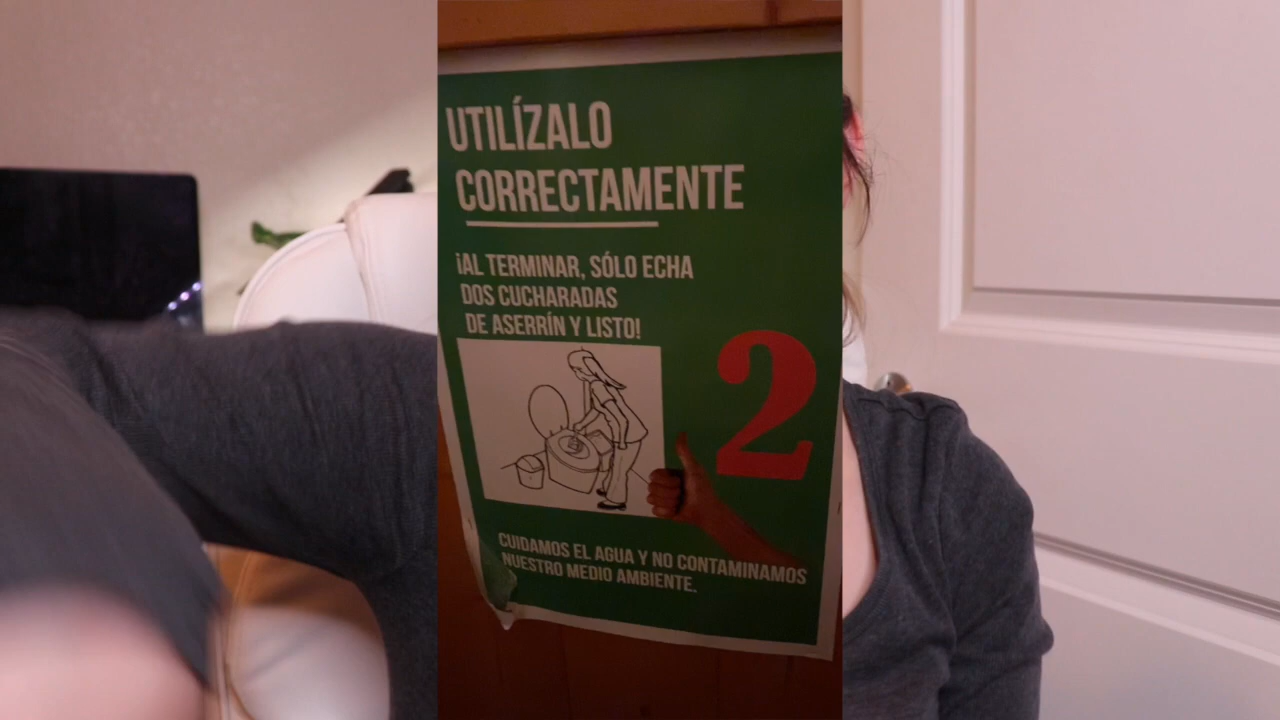 UTILÍZALO
CORRECTAMENTE
¡AL TERMINAR, SÓLO ECHA
DOS CUCHARADAS
DE ASERRÍN Y LISTO!
2
CUIDAMOS EL AGUA Y NO CONTAMINAMOS
NUESTRO MEDIO AMBIENTE.